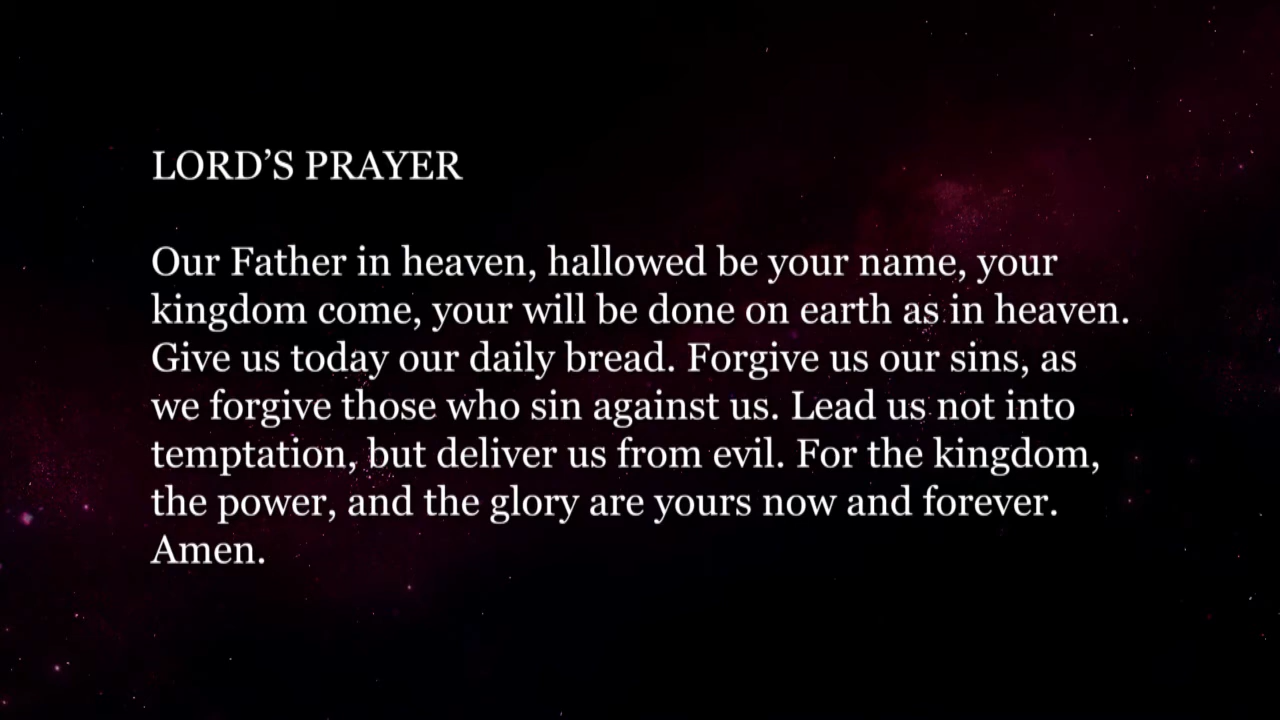 LORD’S PRAYER
Our Father in heaven, hallowed be your name, your
kingdom come, your will be done on earth as in heaven.
Give us today our daily bread. Forgive us our sins, as
we forgive those who sin against us. Lead us not into
temptation, but deliver us from evil. For the kingdom,
the power, and the glory are yours now and forever.
Amen.